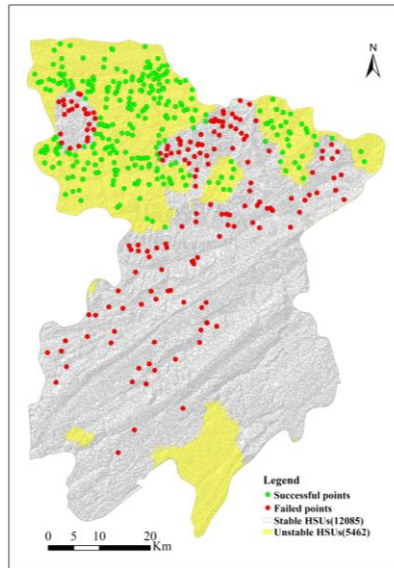 N
Legend
Successful points
Failed points
Stable HSUs(12085)
Unstable HSUs(5462)
0 5 10 20
Km